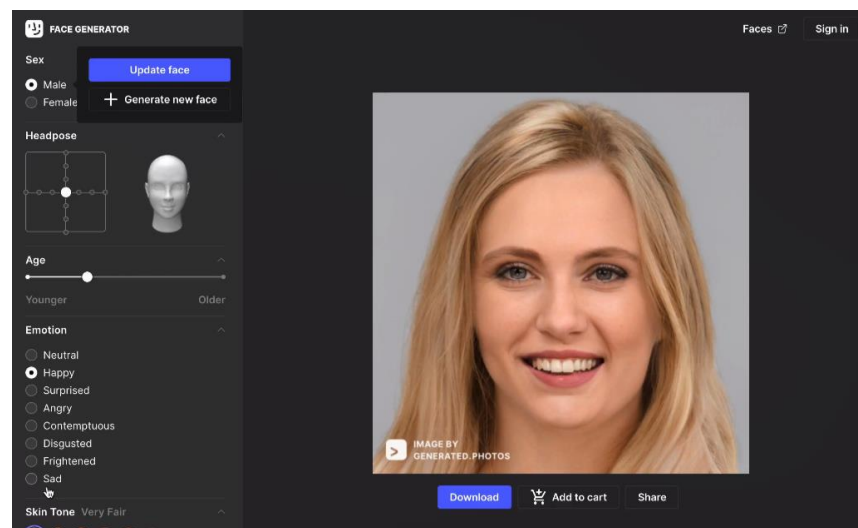 FACE GENERATOR
Faces
Sign in
Sex
Update face
Male
Female
Generate new face
Headpose
Age
Younger
Older
Emotion
Neutral
Happy
Surprised
Angry
Contemptuous
Disgusted
Frightened
Sad
IMAGE BY
GENERATED.PHOTOS
Download
Add to cart
Share
Skin Tone Very Fair